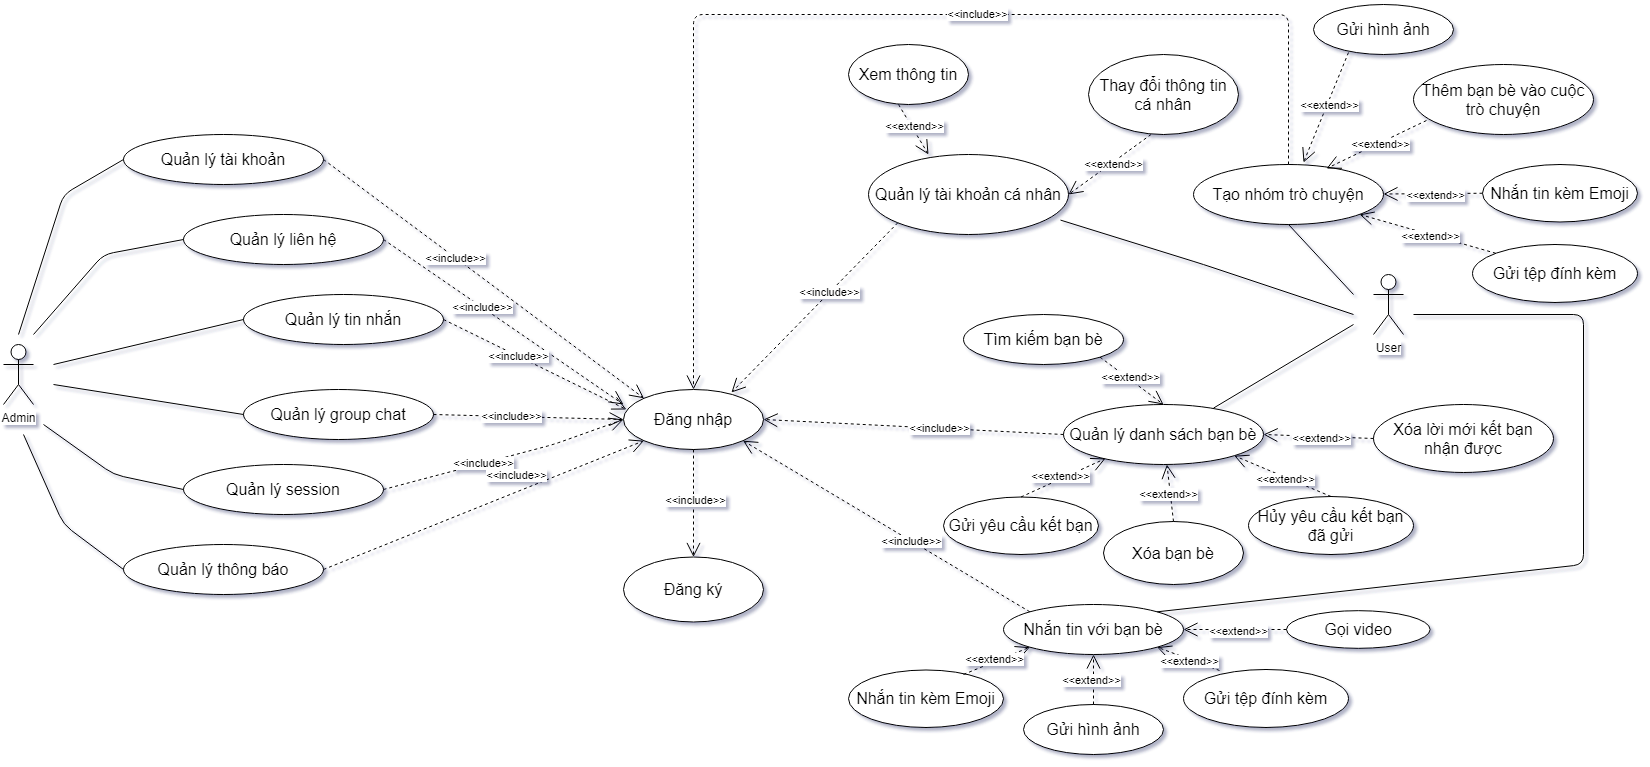 <<include>>
Gửi hình ảnh
Xem thông tin
Thay đổi thông tin
cá nhân
Thêm bạn bè vào cuộc
trò chuyện
<<extend>>
<<extend>>
<<extend>>
<<extend>>
Quản lý tài khoản
Quản lý tài khoản cá nhân
Tạo nhóm trò chuyện
<<extend>>
Nhắn tin kèm Emoji
<<extend>>
Quản lý liên hệ
<<include>>
Gửi tệp đính kèm
<<include>>
<<include>>
Quản lý tin nhắn
Tìm kiếm bạn bè
User
<<include>>
<<extend>>
Admin
Quản lý group chat
<<include>>
Đăng nhập
<<include>>
Quản lý danh sách bạn bè
<<extend>>
Xóa lời mới kết bạn
nhận được
<<include>>
<<include>>
<<extend>>
<<extend>>
<<extend>>
Quản lý session
<<include>>
Gửi yêu cầu kết bạn
Hủy yêu cầu kết bạn
đã gửi
<<include>>
Xóa bạn bè
Quản lý thông báo
Đăng ký
Nhắn tin với bạn bè
<<extend>>
Gọi video
<<extend>>
<<extend>>
<<extend>>
Nhắn tin kèm Emoji
Gửi tệp đính kèm
Gửi hình ảnh